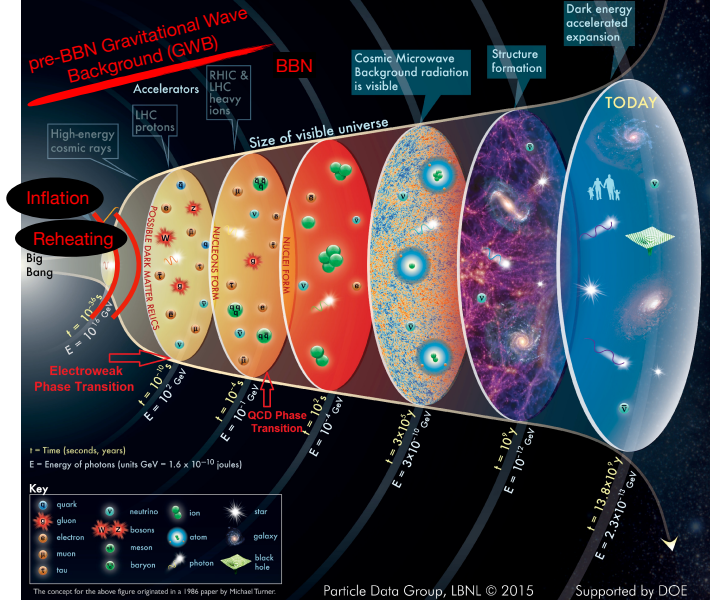 pre-BBN Gravitational Wave
Background (GWB)
BBN
Dark energy
accelerated
expansion
Cosmic Microwave
Background radiation
is visible
Structure
formation
Accelerators
RHIC &
LHC
heavy
ions
LHC
protons
High-energy
cosmic rays
Size of visible universe
TODAY
Inflation
Reheating
Big
Bang
POSSIBLE DARK MATTER RELICS
NUCLEONS FORM
NUCLEI FORM
Electroweak
Phase Transition
QCD Phase
Transition
t = 10⁻³⁶ s
E = 10¹⁶ GeV
t = 10⁻¹⁰ s
E = 10² GeV
t = 10⁻⁴ s
E = 10⁻¹ GeV
t = 10² s
E = 10⁻⁴ GeV
t = 3×10⁵ y
E = 3×10⁻¹⁰ GeV
t = 10⁹ y
E = 10⁻¹² GeV
t = 13.8×10⁹ y
E = 2.3×10⁻¹³ GeV
t = Time (seconds, years)
E = Energy of photons (units GeV = 1.6 x 10⁻¹⁰ joules)
Key
q quark
g gluon
e electron
μ muon
τ tau
ν neutrino
W Z bosons
meson
baryon
ion
atom
photon
star
galaxy
black
hole
The concept for the above figure originated in a 1986 paper by Michael Turner.
Particle Data Group, LBNL © 2015
Supported by DOE